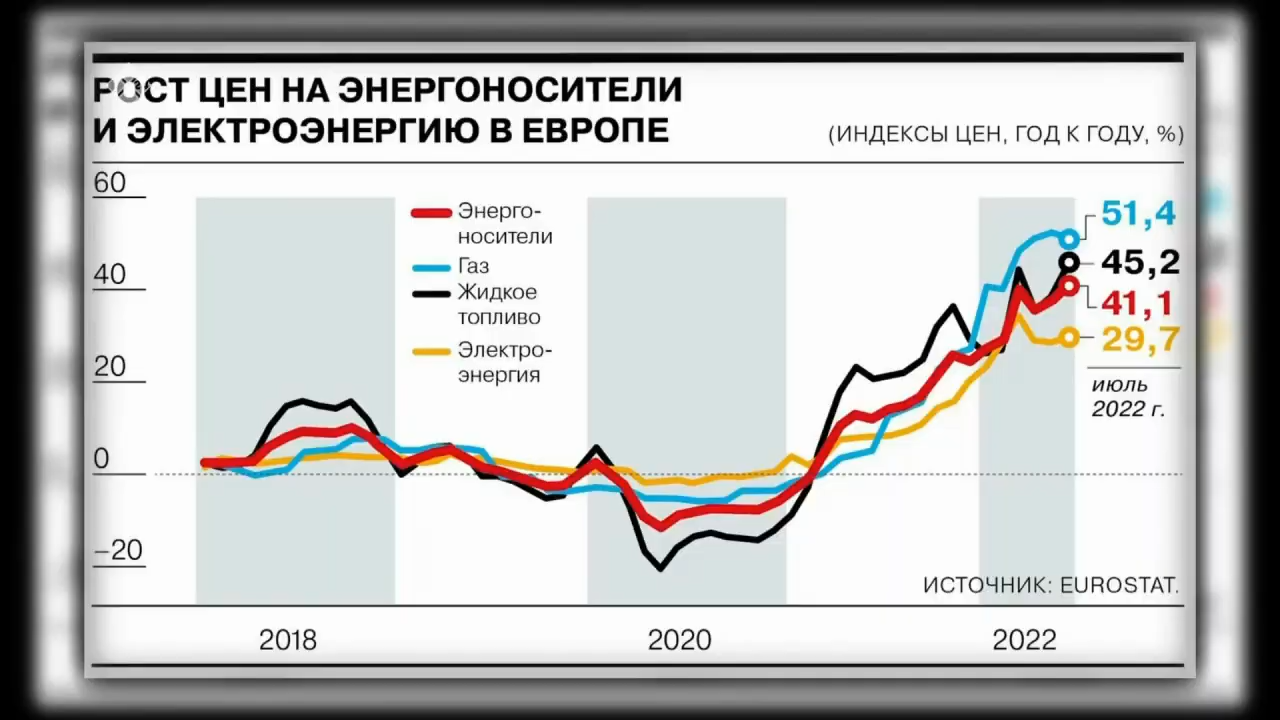 РОСТ ЦЕН НА ЭНЕРГОНОСИТЕЛИ
И ЭЛЕКТРОЭНЕРГИЮ В ЕВРОПЕ
(ИНДЕКСЫ ЦЕН, ГОД К ГОДУ, %)
60
40
20
0
–20
Энерго-
носители
Газ
Жидкое
топливо
Электро-
энергия
51,4
45,2
41,1
29,7
июль
2022 г.
ИСТОЧНИК: EUROSTAT.
2018
2020
2022